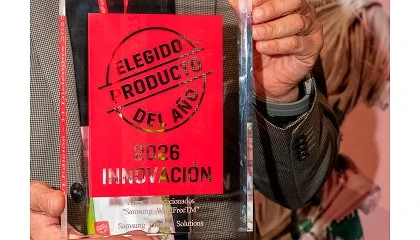 ELEGIDO
PRODUCTO
DEL AÑO
2026
INNOVACIÓN
"Samsung
Samsung Solutions